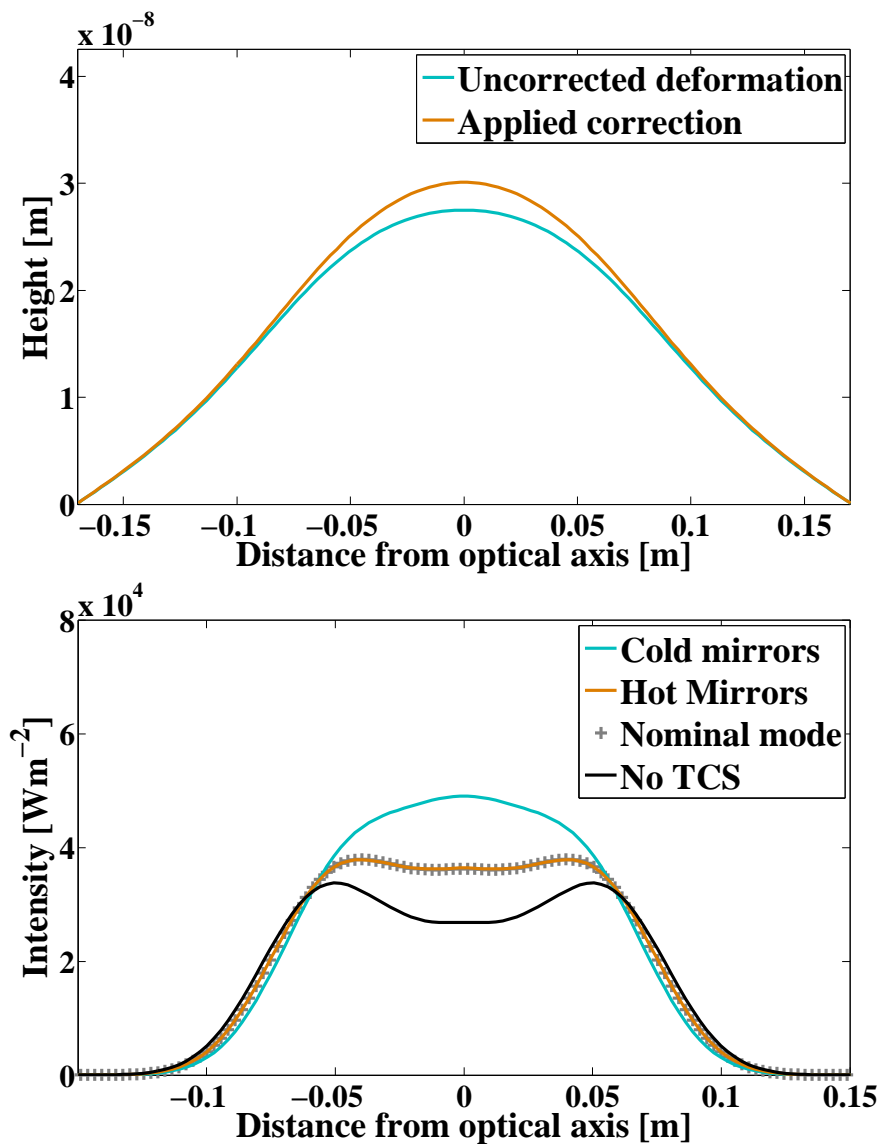 x 10⁻⁸
4
3
2
1
0
Height [m]
Uncorrected deformation
Applied correction
−0.15 −0.1 −0.05 0 0.05 0.1 0.15
Distance from optical axis [m]
x 10⁴
8
6
4
2
0
Intensity [Wm⁻²]
Cold mirrors
Hot Mirrors
Nominal mode
No TCS
−0.1 −0.05 0 0.05 0.1 0.15
Distance from optical axis [m]